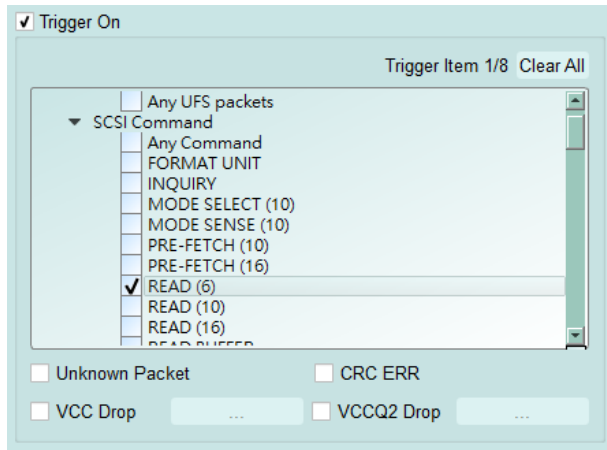 Trigger On
Trigger Item 1/8 Clear All
Any UFS packets
SCSI Command
Any Command
FORMAT UNIT
INQUIRY
MODE SELECT (10)
MODE SENSE (10)
PRE-FETCH (10)
PRE-FETCH (16)
READ (6)
READ (10)
READ (16)
READ BUFFER
Unknown Packet CRC ERR
VCC Drop ... VCCQ2 Drop ...